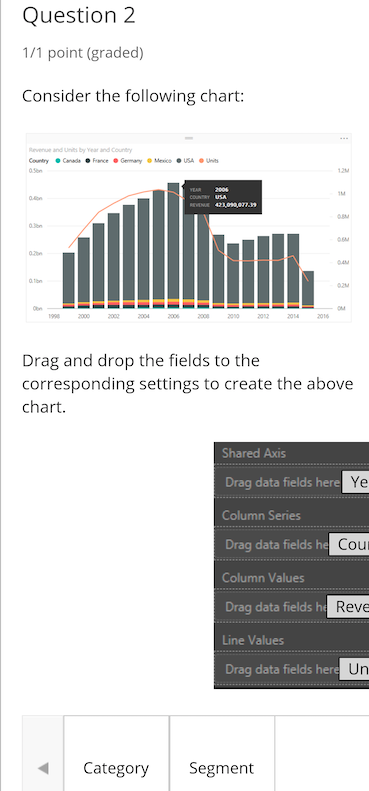 Question 2
1/1 point (graded)
Consider the following chart:
Revenue and Units by Year and Country
Country Canada France Germany Mexico USA Units
0.5bn 1.2M
YEAR 2006
COUNTRY USA
REVENUE 423,090,077.39
0.4bn 1M
0.8M
0.3bn
0.6M
0.2bn
0.4M
0.1bn
0.2M
0bn 0M
1998 2000 2002 2004 2006 2008 2010 2012 2014 2016
Drag and drop the fields to the
corresponding settings to create the above
chart.
Shared Axis
Drag data fields here Ye
Column Series
Drag data fields he Cou
Column Values
Drag data fields he Reve
Line Values
Drag data fields here Un
Category Segment